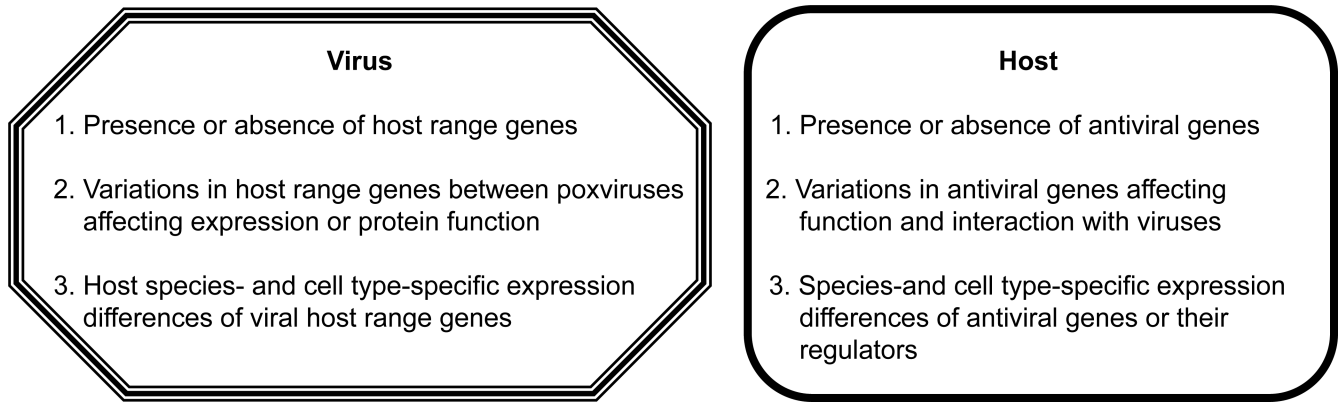 Virus
1. Presence or absence of host range genes
2. Variations in host range genes between poxviruses
affecting expression or protein function
3. Host species- and cell type-specific expression
differences of viral host range genes
Host
1. Presence or absence of antiviral genes
2. Variations in antiviral genes affecting
function and interaction with viruses
3. Species-and cell type-specific expression
differences of antiviral genes or their
regulators